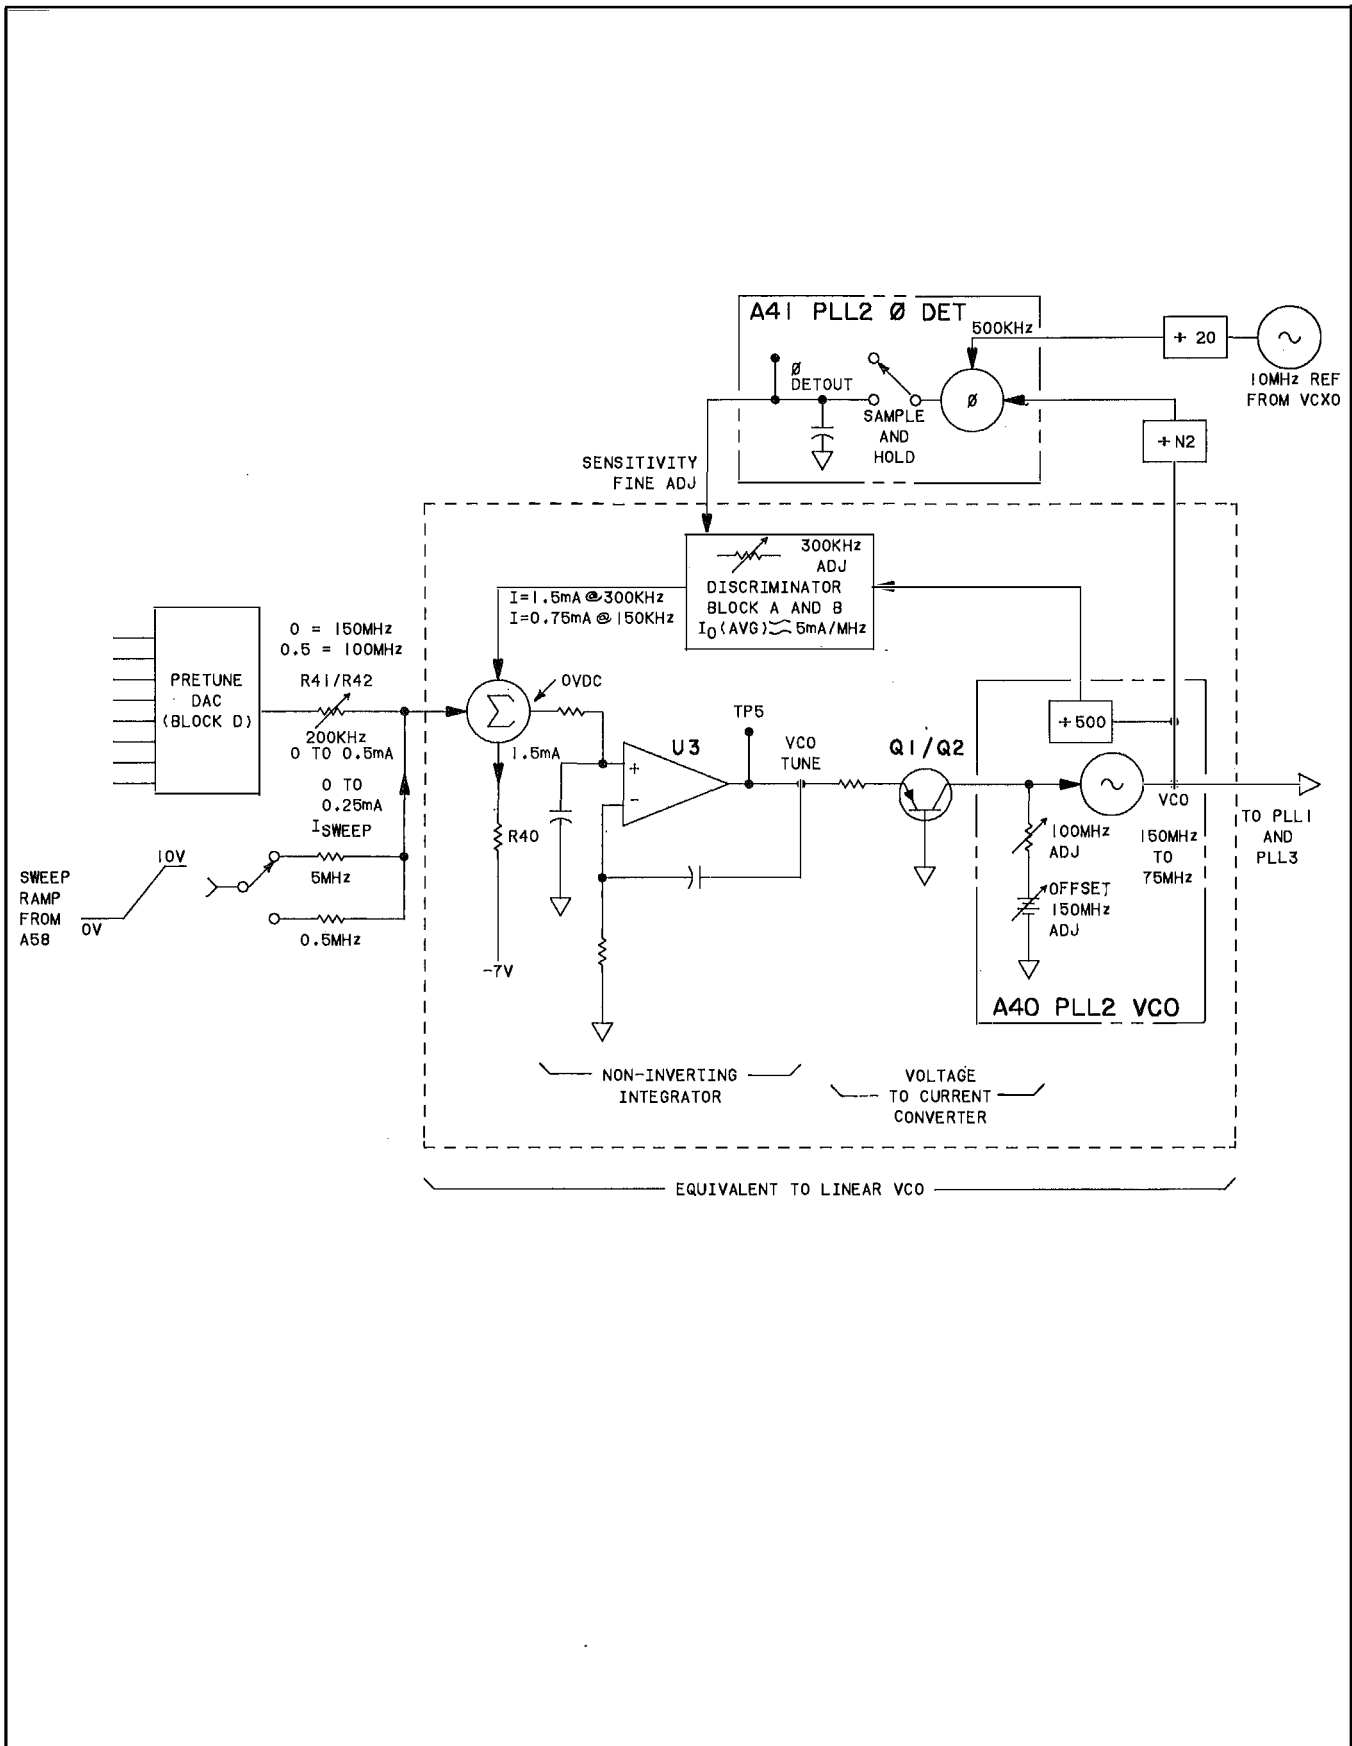 A41 PLL2 Ø DET
500KHz
÷ 20
10MHz REF
FROM VCXO
Ø
DETOUT
Ø
SAMPLE
AND
HOLD
÷ N2
SENSITIVITY
FINE ADJ
300KHz
ADJ
DISCRIMINATOR
BLOCK A AND B
IO(AVG)≈ 5mA/MHz
I=1.5mA @ 300KHz
I=0.75mA @ 150KHz
0 = 150MHz
0.5 = 100MHz
PRETUNE
DAC
(BLOCK D)
R41/R42
200KHz
0 TO 0.5mA
0 TO
0.25mA
ISWEEP
Σ
0VDC
1.5mA
R40
-7V
U3
+
-
TP5
VCO
TUNE
Q1/Q2
÷500
VCO
150MHz
TO
75MHz
100MHz
ADJ
OFFSET
150MHz
ADJ
A40 PLL2 VCO
TO PLL1
AND
PLL3
SWEEP
RAMP
FROM
A58
10V
0V
5MHz
0.5MHz
NON-INVERTING
INTEGRATOR
VOLTAGE
TO CURRENT
CONVERTER
EQUIVALENT TO LINEAR VCO